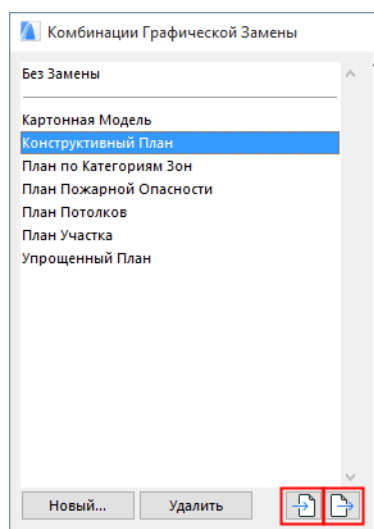 Комбинации Графической Замены
Без Замены
Картонная Модель
Конструктивный План
План по Категориям Зон
План Пожарной Опасности
План Потолков
План Участка
Упрощенный План
Новый... Удалить